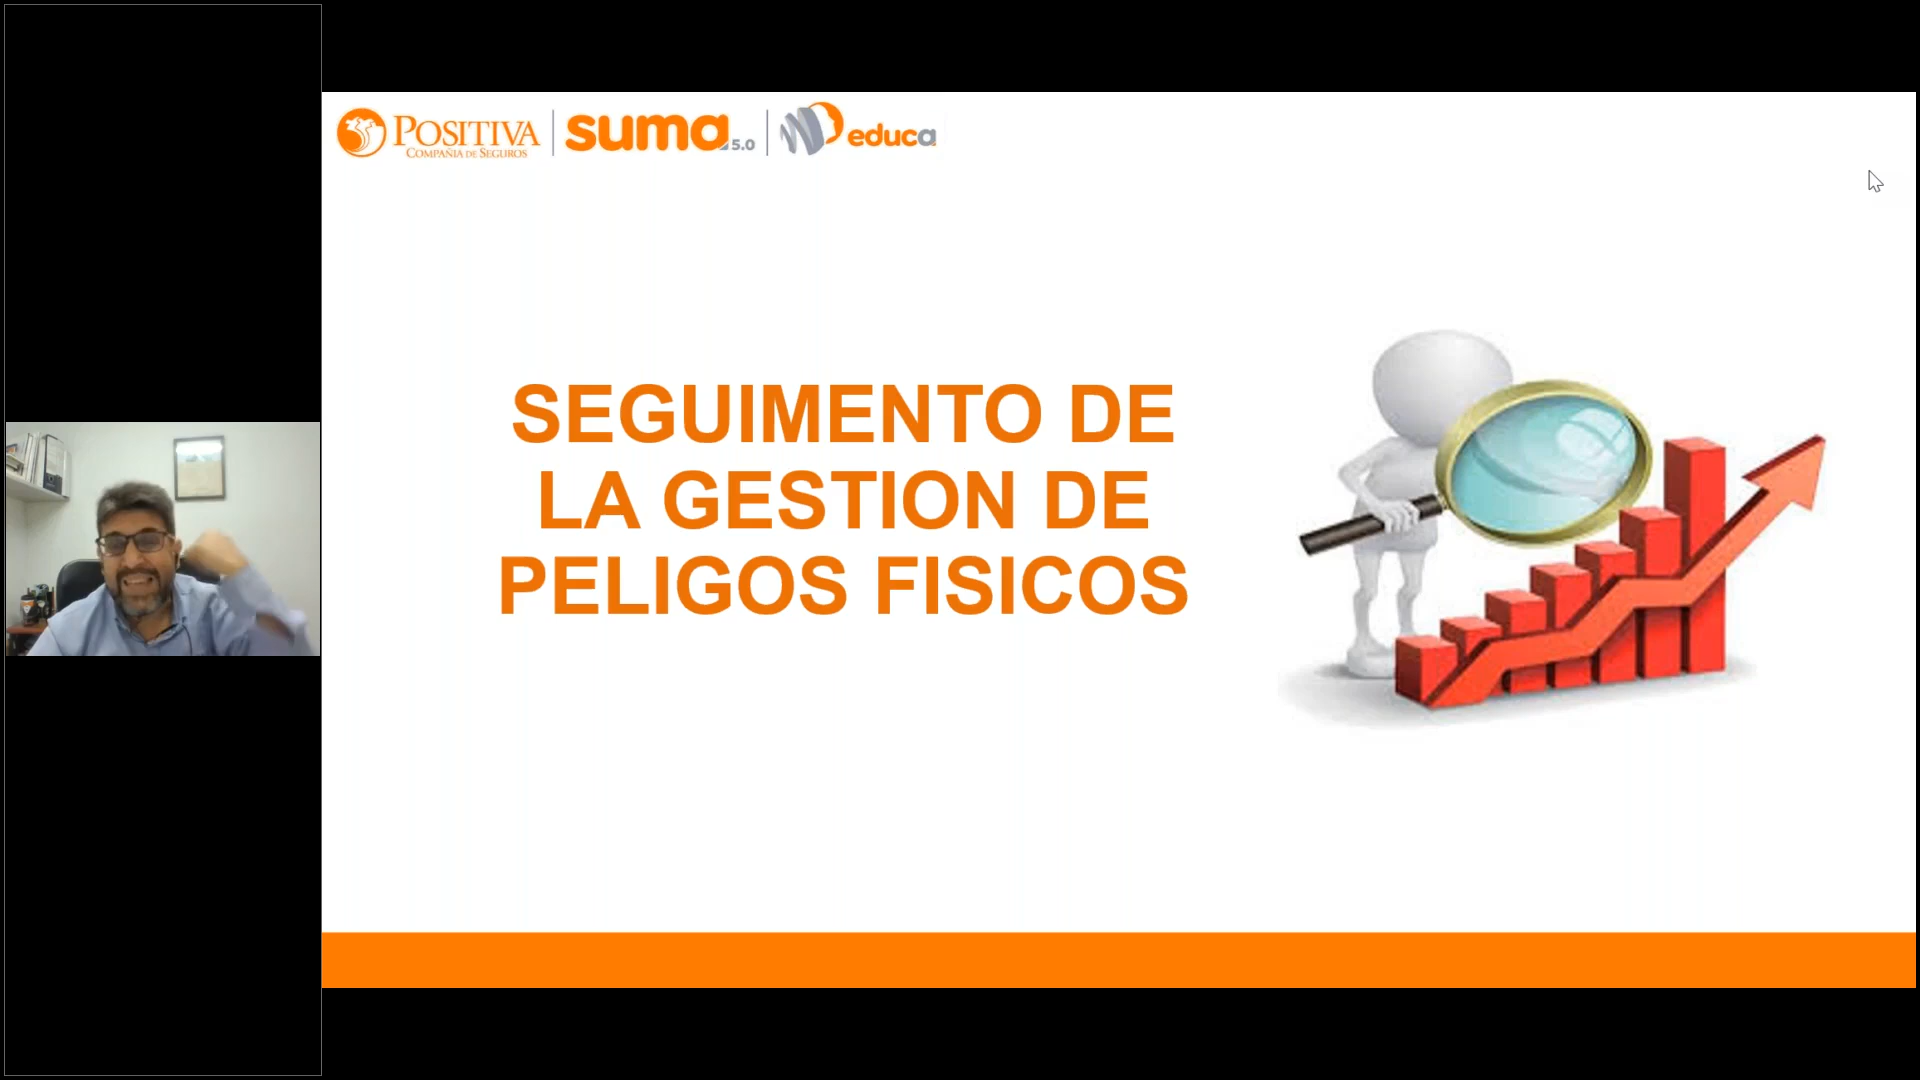 POSITIVA
COMPAÑIA DE SEGUROS
suma 5.0
educa
SEGUIMENTO DE
LA GESTION DE
PELIGOS FISICOS